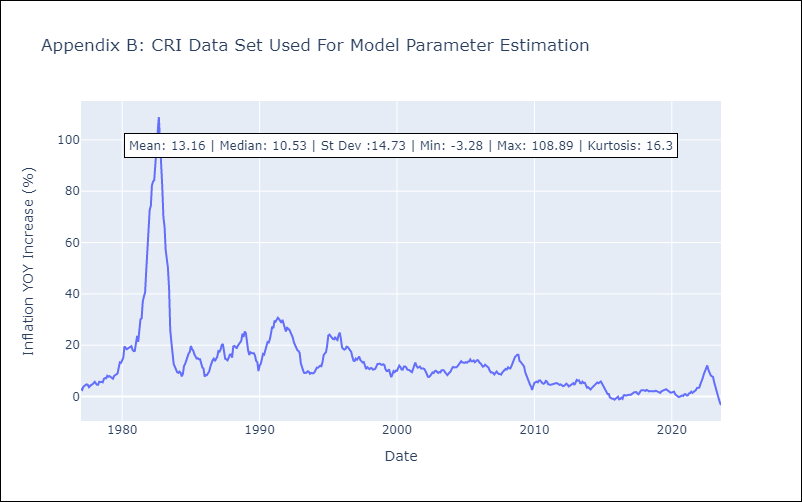 Appendix B: CRI Data Set Used For Model Parameter Estimation
Mean: 13.16 | Median: 10.53 | St Dev :14.73 | Min: -3.28 | Max: 108.89 | Kurtosis: 16.3
Inflation YOY Increase (%)
100
80
60
40
20
0
1980 1990 2000 2010 2020
Date